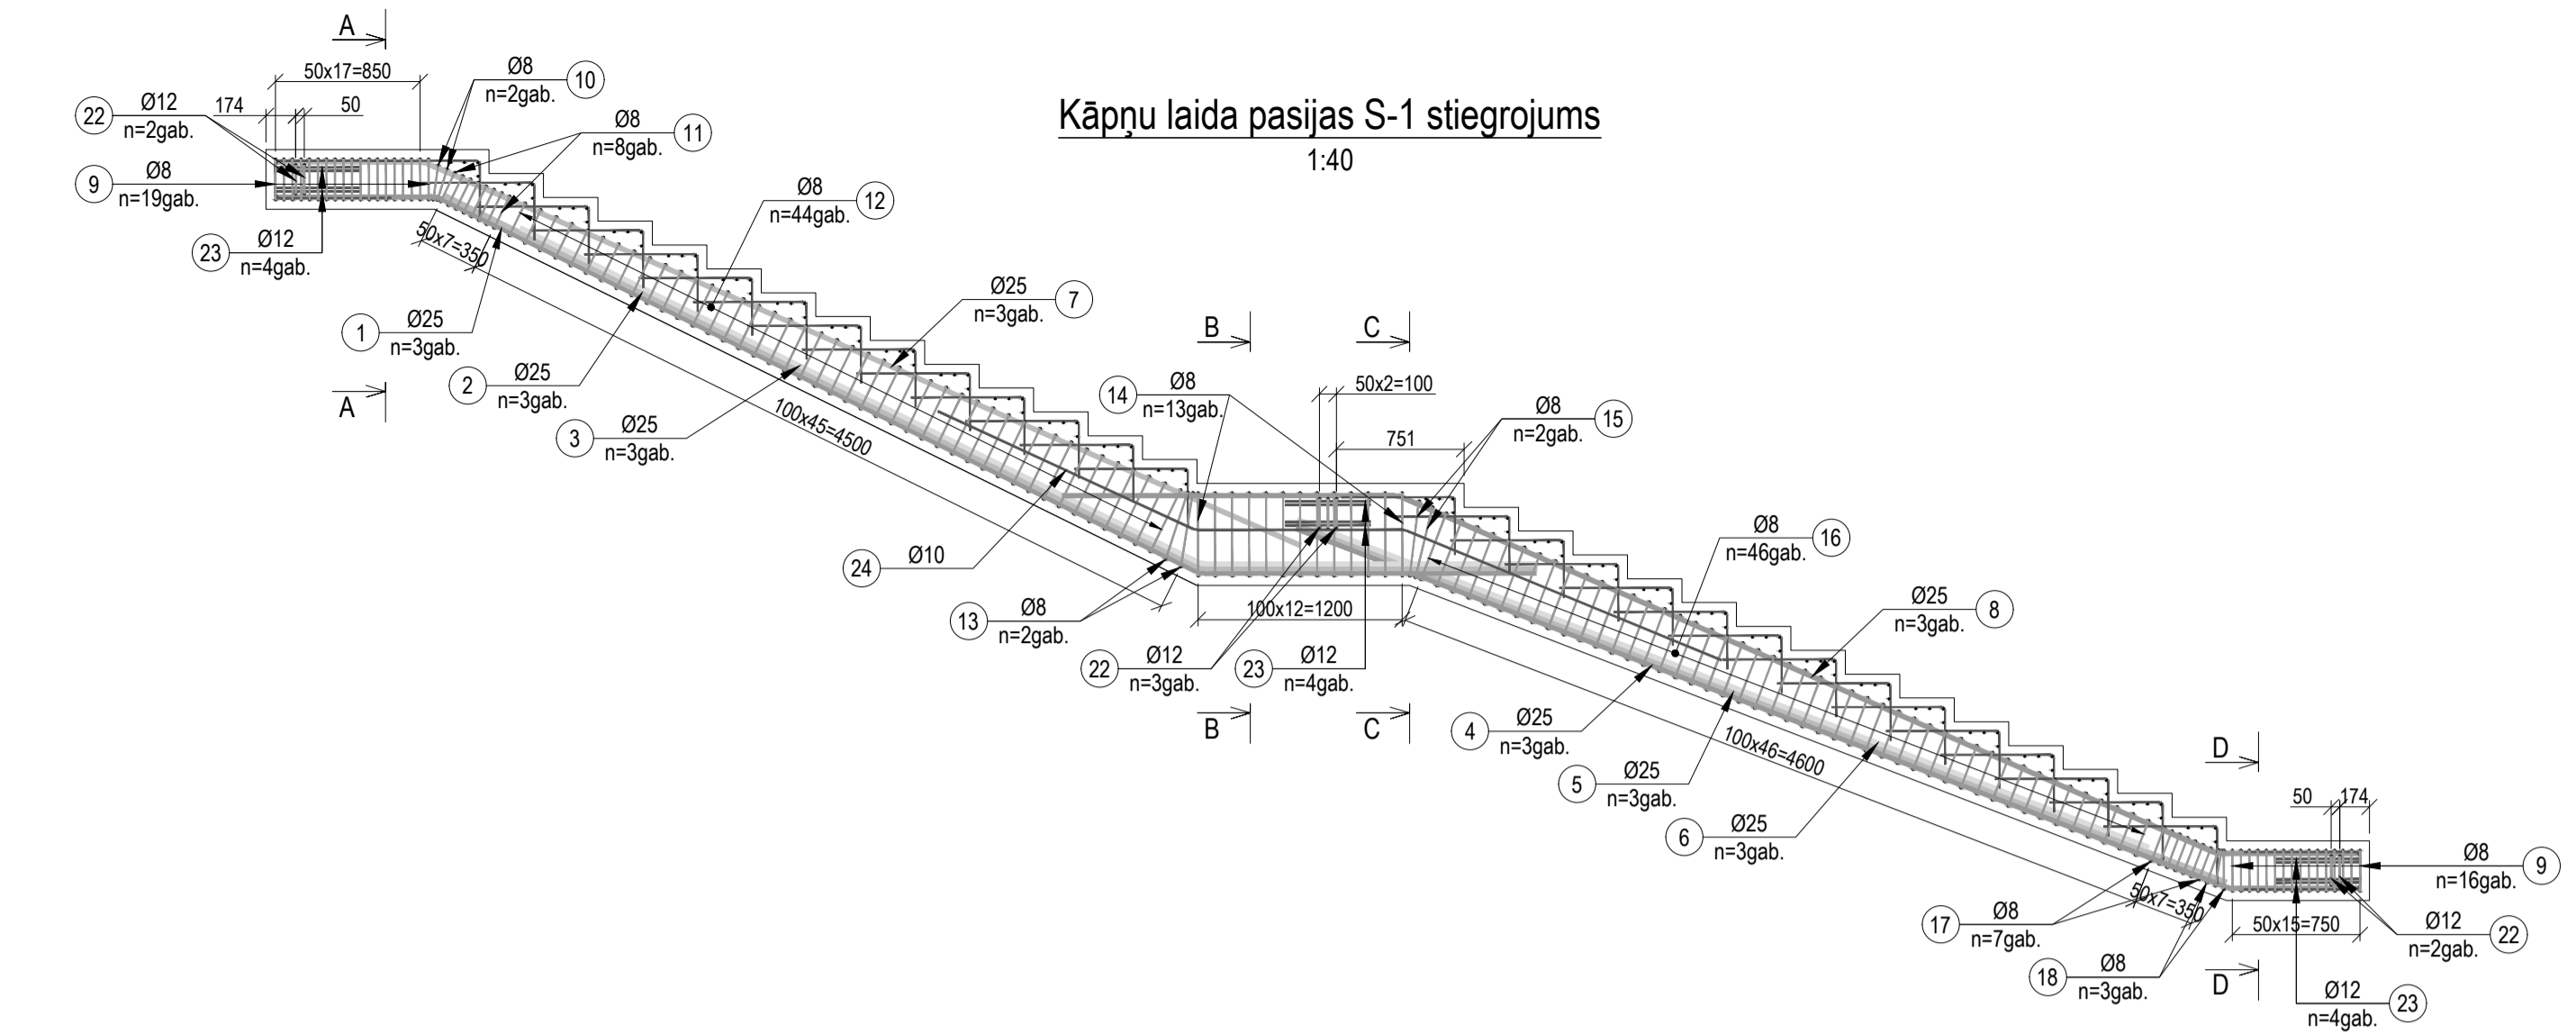 A
50x17=850
Ø8
n=2gab.
10
174
50
22
Ø12
n=2gab.
Ø8
n=8gab.
11
Kāpņu laida pasijas S-1 stiegrojums
1:40
9
Ø8
n=19gab.
Ø8
n=44gab.
12
23
Ø12
n=4gab.
50x7=350
Ø25
n=3gab.
7
1
Ø25
n=3gab.
B
C
2
Ø25
n=3gab.
A
14
Ø8
n=13gab.
50x2=100
3
Ø25
n=3gab.
100x45=4500
Ø8
n=2gab.
15
751
Ø8
n=46gab.
16
24
Ø10
13
Ø8
n=2gab.
100x12=1200
Ø25
n=3gab.
8
22
Ø12
n=3gab.
23
Ø12
n=4gab.
B
C
4
Ø25
n=3gab.
100x46=4600
D
5
Ø25
n=3gab.
50
174
6
Ø25
n=3gab.
Ø8
n=16gab.
9
50x7=350
17
Ø8
n=7gab.
50x15=750
Ø12
n=2gab.
22
18
Ø8
n=3gab.
D
Ø12
n=4gab.
23